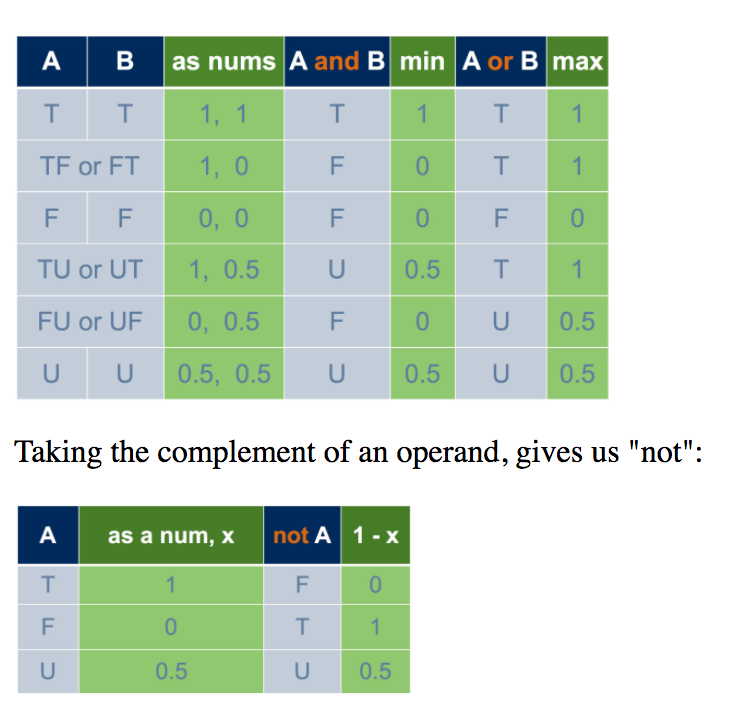 A B as nums A and B min A or B max
T T 1, 1 T 1 T 1
TF or FT 1, 0 F 0 T 1
F F 0, 0 F 0 F 0
TU or UT 1, 0.5 U 0.5 T 1
FU or UF 0, 0.5 F 0 U 0.5
U U 0.5, 0.5 U 0.5 U 0.5
Taking the complement of an operand, gives us "not":
A as a num, x not A 1 - x
T 1 F 0
F 0 T 1
U 0.5 U 0.5